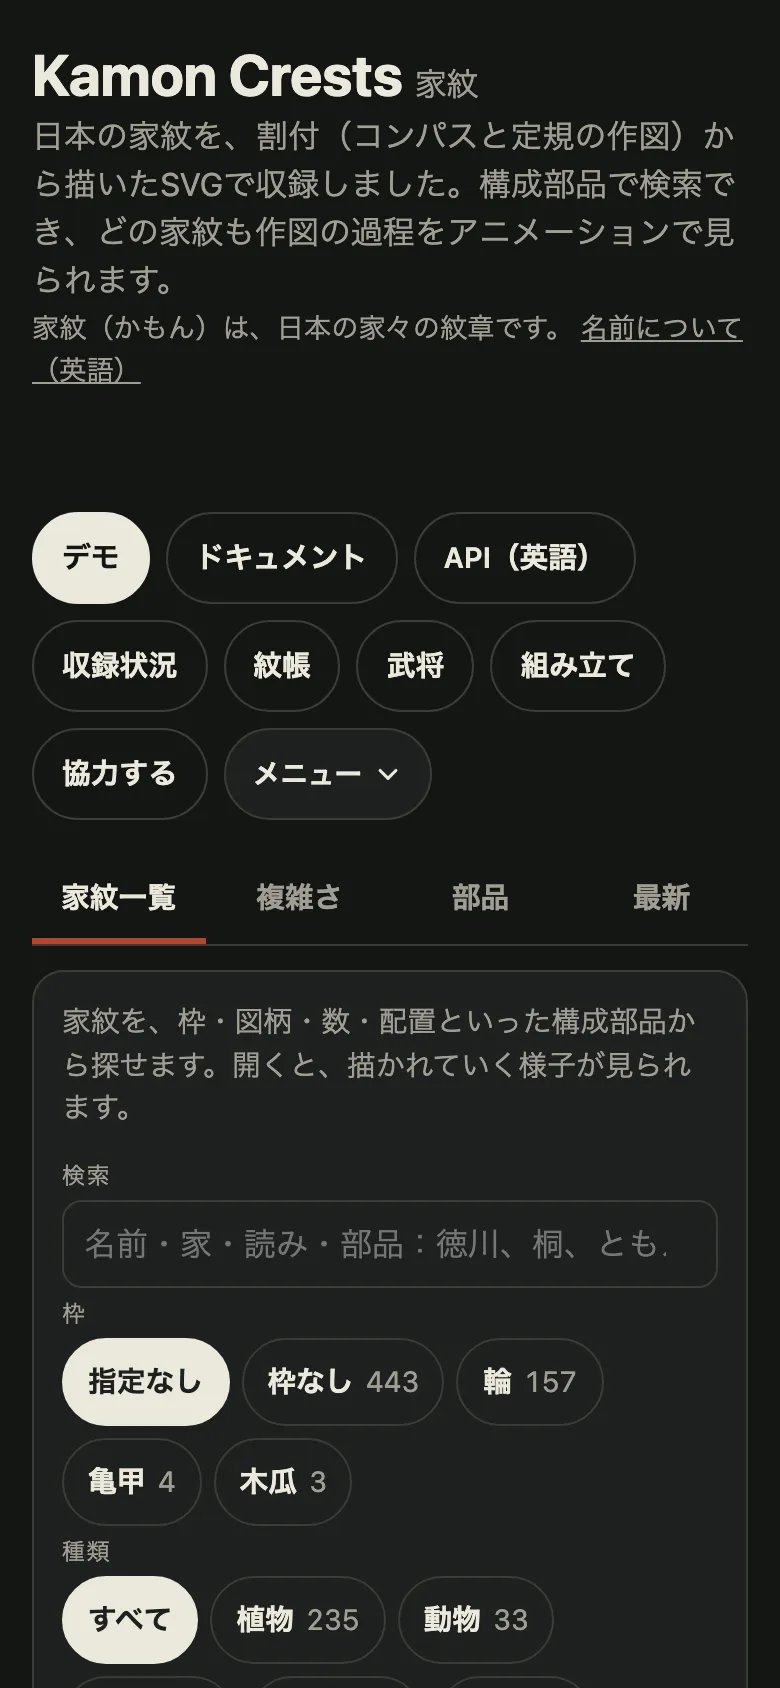 Kamon Crests 家紋
日本の家紋を、割付（コンパスと定規の作図）か
ら描いたSVGで収録しました。構成部品で検索で
き、どの家紋も作図の過程をアニメーションで見
られます。
家紋（かもん）は、日本の家々の紋章です。 名前について
（英語）
デモ ドキュメント API（英語）
収録状況 紋帳 武将 組み立て
協力する メニュー
家紋一覧 複雑さ 部品 最新
家紋を、枠・図柄・数・配置といった構成部品か
ら探せます。開くと、描かれていく様子が見られ
ます。
検索
名前・家・読み・部品：徳川、桐、とも.
枠
指定なし 枠なし 443 輪 157
亀甲 4 木瓜 3
種類
すべて 植物 235 動物 33